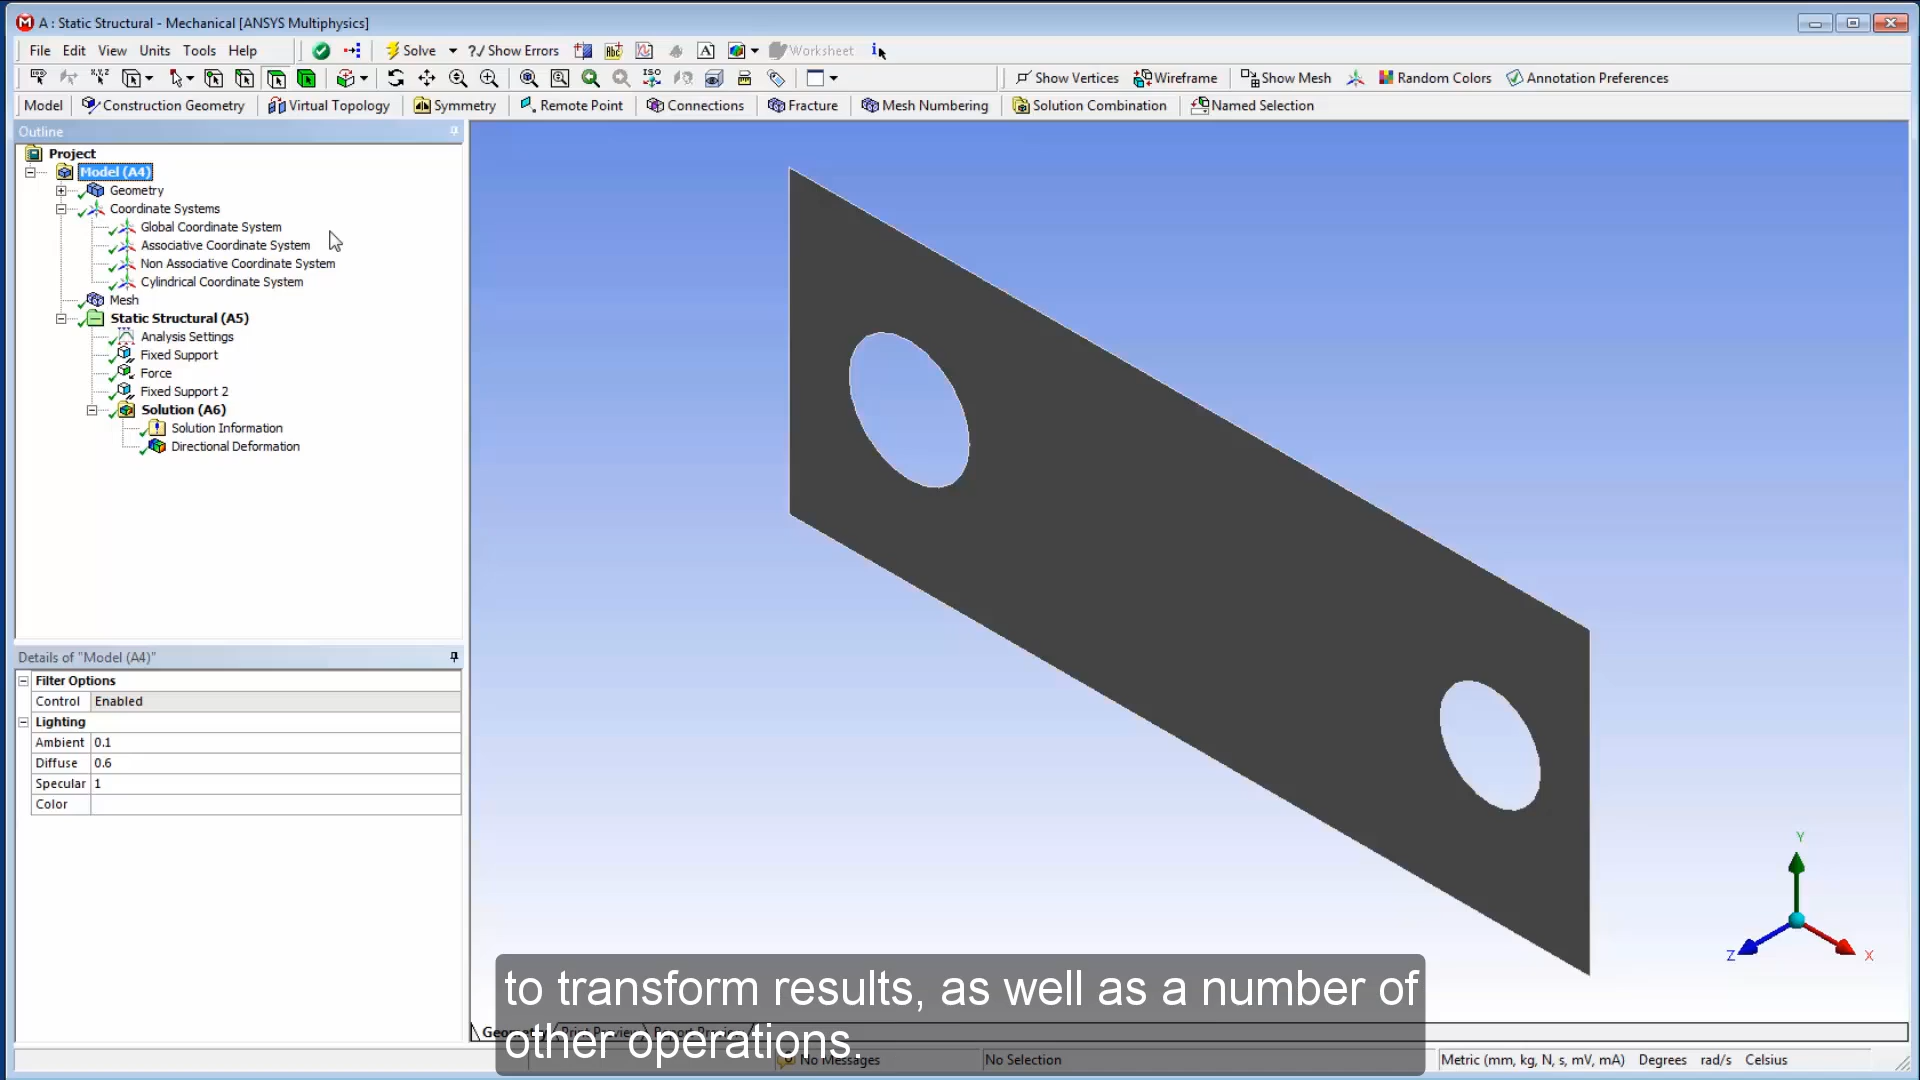 A : Static Structural - Mechanical [ANSYS Multiphysics]
File Edit View Units Tools Help Solve ?/ Show Errors Worksheet
Show Vertices Wireframe Show Mesh Random Colors Annotation Preferences
Model Construction Geometry Virtual Topology Symmetry Remote Point Connections Fracture Mesh Numbering Solution Combination Named Selection
Outline
Project
Model (A4)
Geometry
Coordinate Systems
Global Coordinate System
Associative Coordinate System
Non Associative Coordinate System
Cylindrical Coordinate System
Mesh
Static Structural (A5)
Analysis Settings
Fixed Support
Force
Fixed Support 2
Solution (A6)
Solution Information
Directional Deformation
Details of "Model (A4)"
Filter Options
Control Enabled
Lighting
Ambient 0.1
Diffuse 0.6
Specular 1
Color
Y
Z
X
to transform results, as well as a number of
other operations.
No Messages No Selection Metric (mm, kg, N, s, mV, mA) Degrees rad/s Celsius